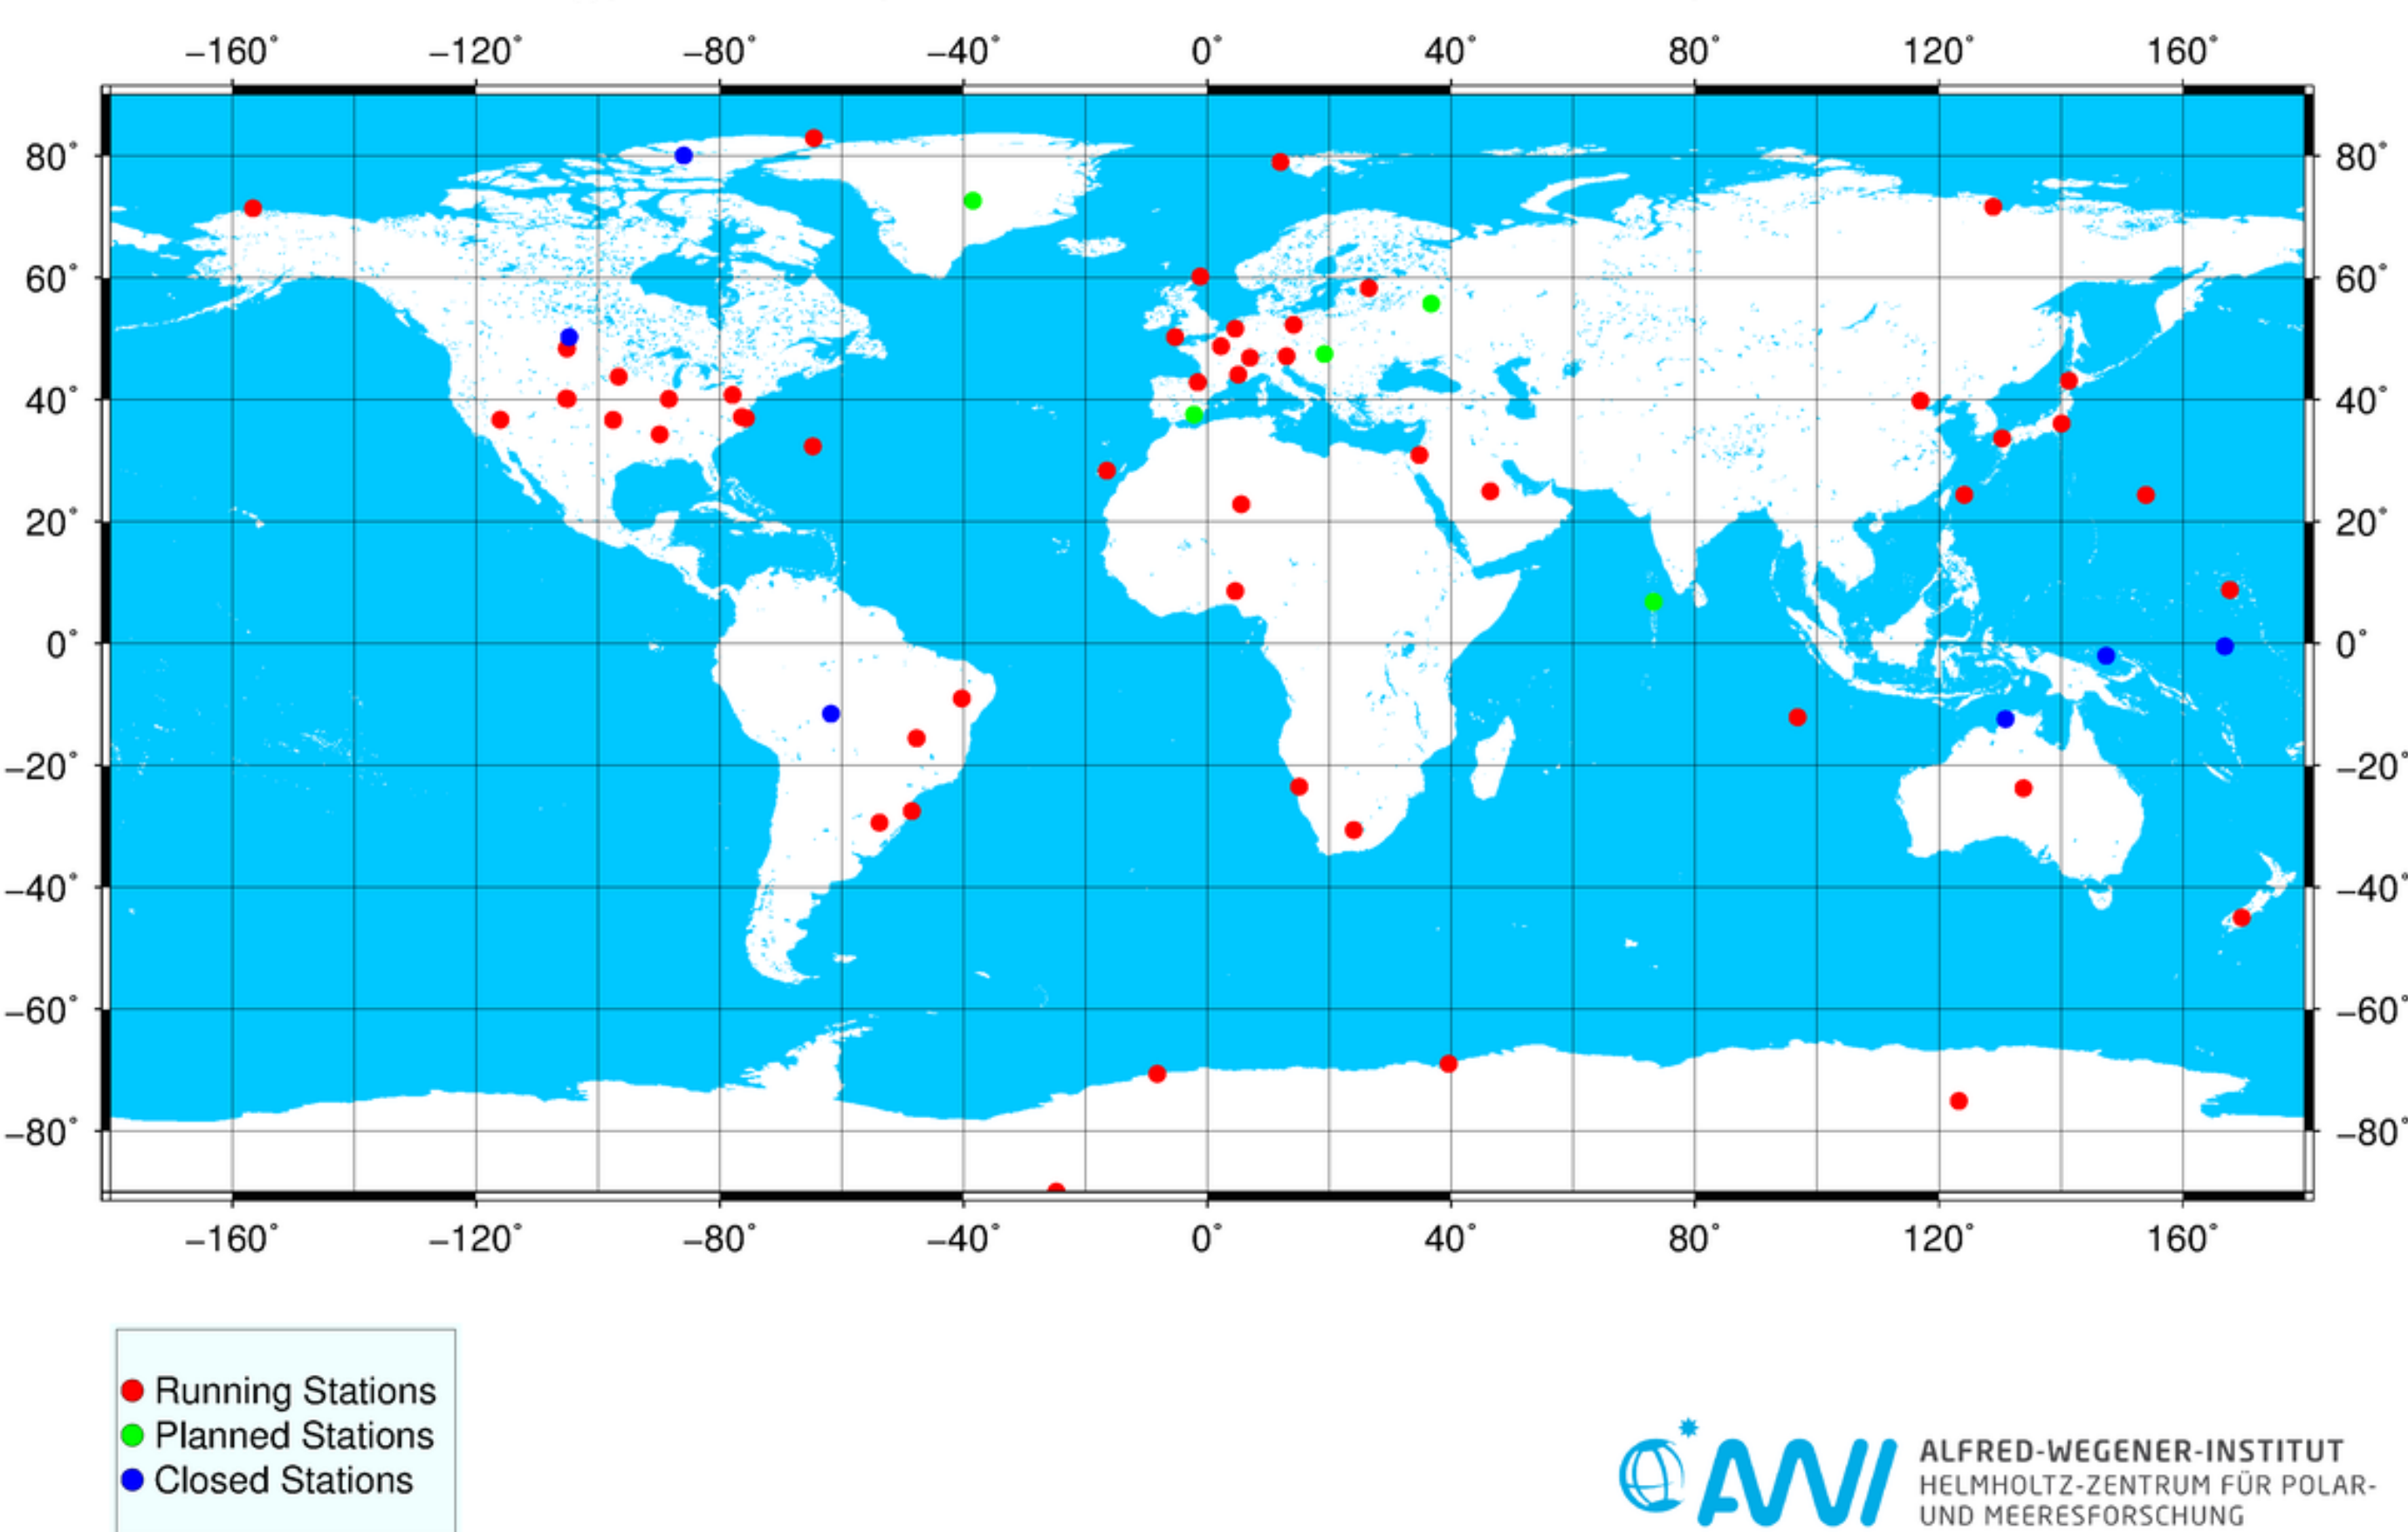 −160° −120° −80° −40° 0° 40° 80° 120° 160°
80° 80°
60° 60°
40° 40°
20° 20°
0° 0°
−20° −20°
−40° −40°
−60° −60°
−80° −80°
−160° −120° −80° −40° 0° 40° 80° 120° 160°
Running Stations
Planned Stations
Closed Stations
AWI
ALFRED-WEGENER-INSTITUT
HELMHOLTZ-ZENTRUM FÜR POLAR-
UND MEERESFORSCHUNG